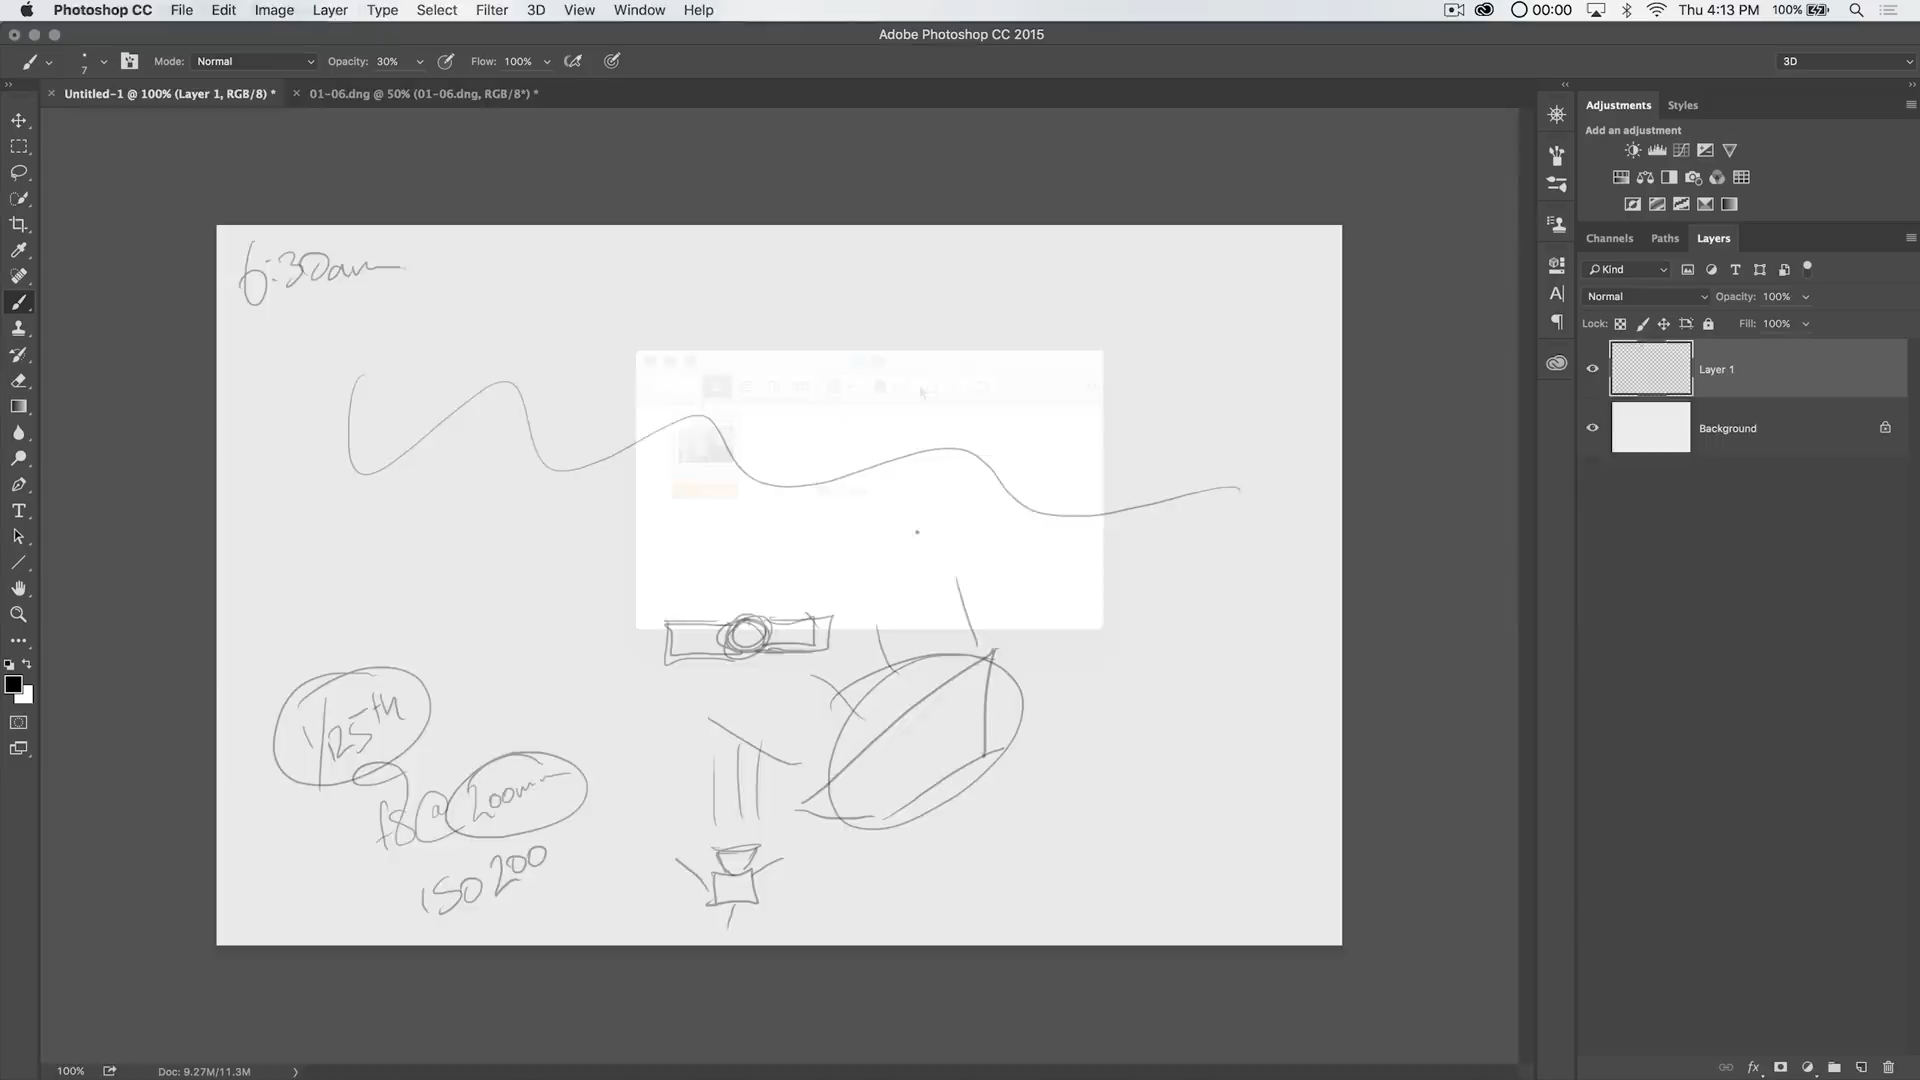 Photoshop CC File Edit Image Layer Type Select Filter 3D View Window Help 00:00 Thu 4:13 PM 100%
Adobe Photoshop CC 2015
7 Mode: Normal Opacity: 30% Flow: 100% 3D
Untitled-1 @ 100% (Layer 1, RGB/8) * 01-06.dng @ 50% (01-06.dng, RGB/8*) *
Adjustments Styles
Add an adjustment
Channels Paths Layers
Kind
Normal Opacity: 100%
Lock: Fill: 100%
Layer 1
Background
6:30am
1/125th
f8 @ 200mm
ISO 200
100% Doc: 9.27M/11.3M